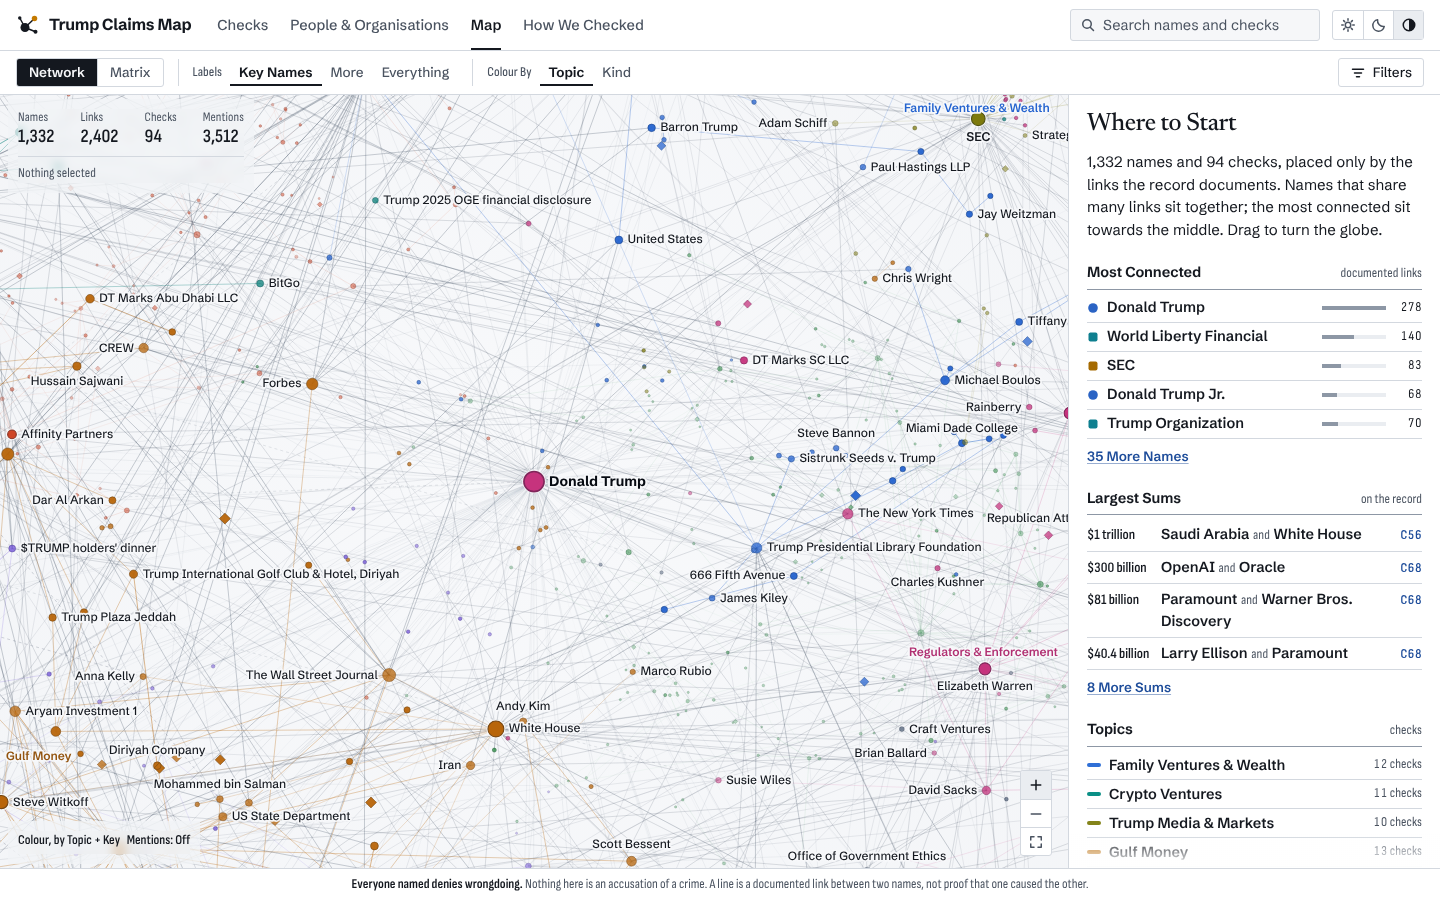 Trump Claims Map
Checks
People & Organisations
Map
How We Checked
Search names and checks
Network
Matrix
Labels
Key Names
More
Everything
Colour By
Topic
Kind
Filters
Names
Links
Checks
Mentions
1,332
2,402
94
3,512
Nothing selected
Family Ventures & Wealth
SEC
Barron Trump
Adam Schiff
Strateg
Paul Hastings LLP
Trump 2025 OGE financial disclosure
Jay Weitzman
United States
BitGo
Chris Wright
DT Marks Abu Dhabi LLC
Tiffany
CREW
Hussain Sajwani
DT Marks SC LLC
Forbes
Michael Boulos
Rainberry
Affinity Partners
Steve Bannon
Miami Dade College
Sistrunk Seeds v. Trump
Donald Trump
Dar Al Arkan
The New York Times
Republican Att
$TRUMP holders' dinner
Trump Presidential Library Foundation
Trump International Golf Club & Hotel, Diriyah
666 Fifth Avenue
Charles Kushner
James Kiley
Trump Plaza Jeddah
Regulators & Enforcement
Anna Kelly
The Wall Street Journal
Marco Rubio
Elizabeth Warren
Aryam Investment 1
Andy Kim
White House
Craft Ventures
Gulf Money
Diriyah Company
Brian Ballard
Iran
Mohammed bin Salman
Susie Wiles
David Sacks
Steve Witkoff
US State Department
Colour, by Topic + Key
Mentions: Off
Scott Bessent
Office of Government Ethics
Where to Start
1,332 names and 94 checks, placed only by the
links the record documents. Names that share
many links sit together; the most connected sit
towards the middle. Drag to turn the globe.
Most Connected
documented links
Donald Trump
278
World Liberty Financial
140
SEC
83
Donald Trump Jr.
68
Trump Organization
70
35 More Names
Largest Sums
on the record
$1 trillion
Saudi Arabia and White House
C56
$300 billion
OpenAI and Oracle
C68
$81 billion
Paramount and Warner Bros.
Discovery
C68
$40.4 billion
Larry Ellison and Paramount
C68
8 More Sums
Topics
checks
Family Ventures & Wealth
12 checks
Crypto Ventures
11 checks
Trump Media & Markets
10 checks
Gulf Money
13 checks
Everyone named denies wrongdoing. Nothing here is an accusation of a crime. A line is a documented link between two names, not proof that one caused the other.